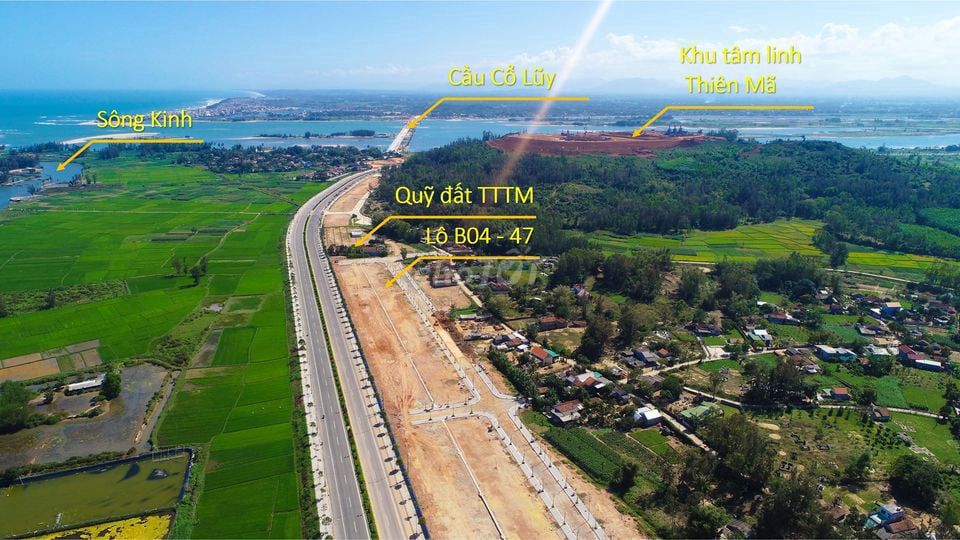 Sông Kinh
Cầu Cổ Lũy
Khu tâm linh
Thiên Mã
Quỹ đất TTTM
Lô B04 - 47